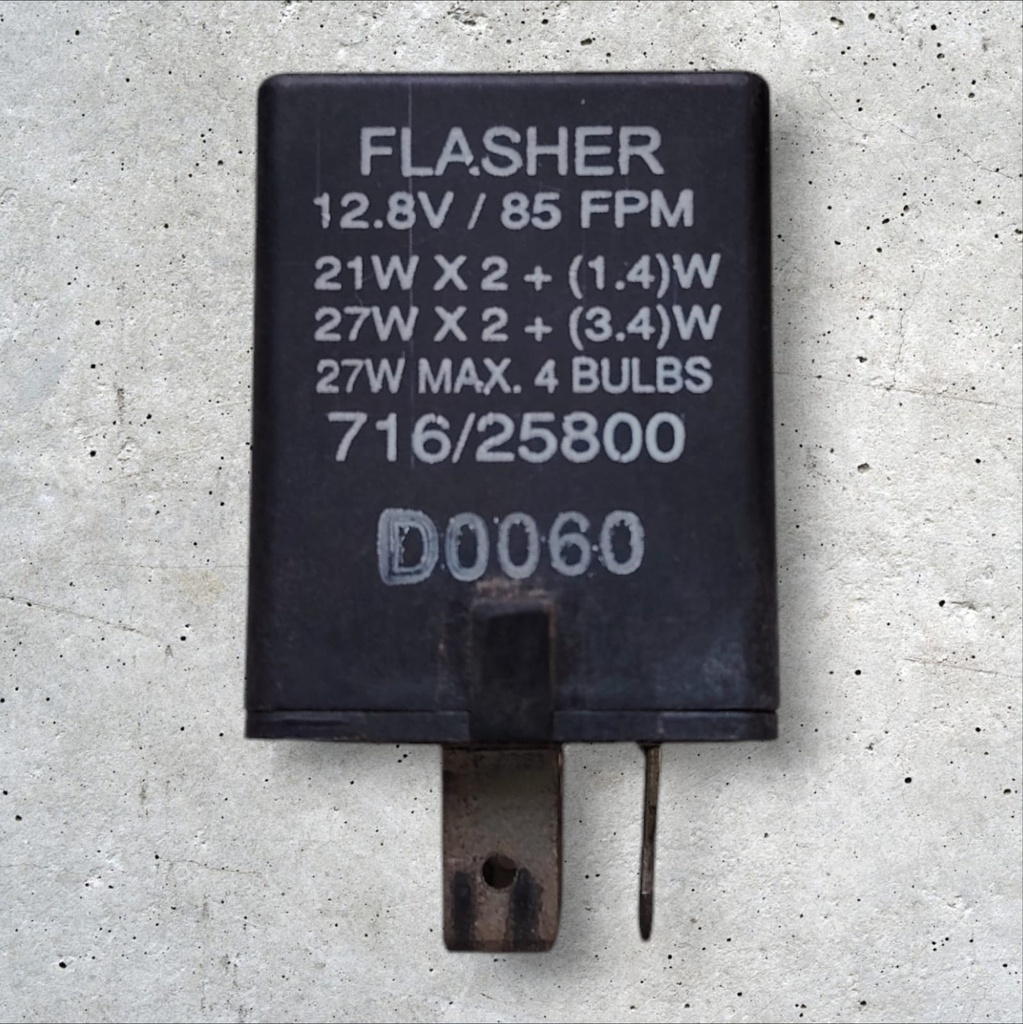 FLASHER
12.8V / 85 FPM
21W X 2 + (1.4)W
27W X 2 + (3.4)W
27W MAX. 4 BULBS
716/25800
D0060